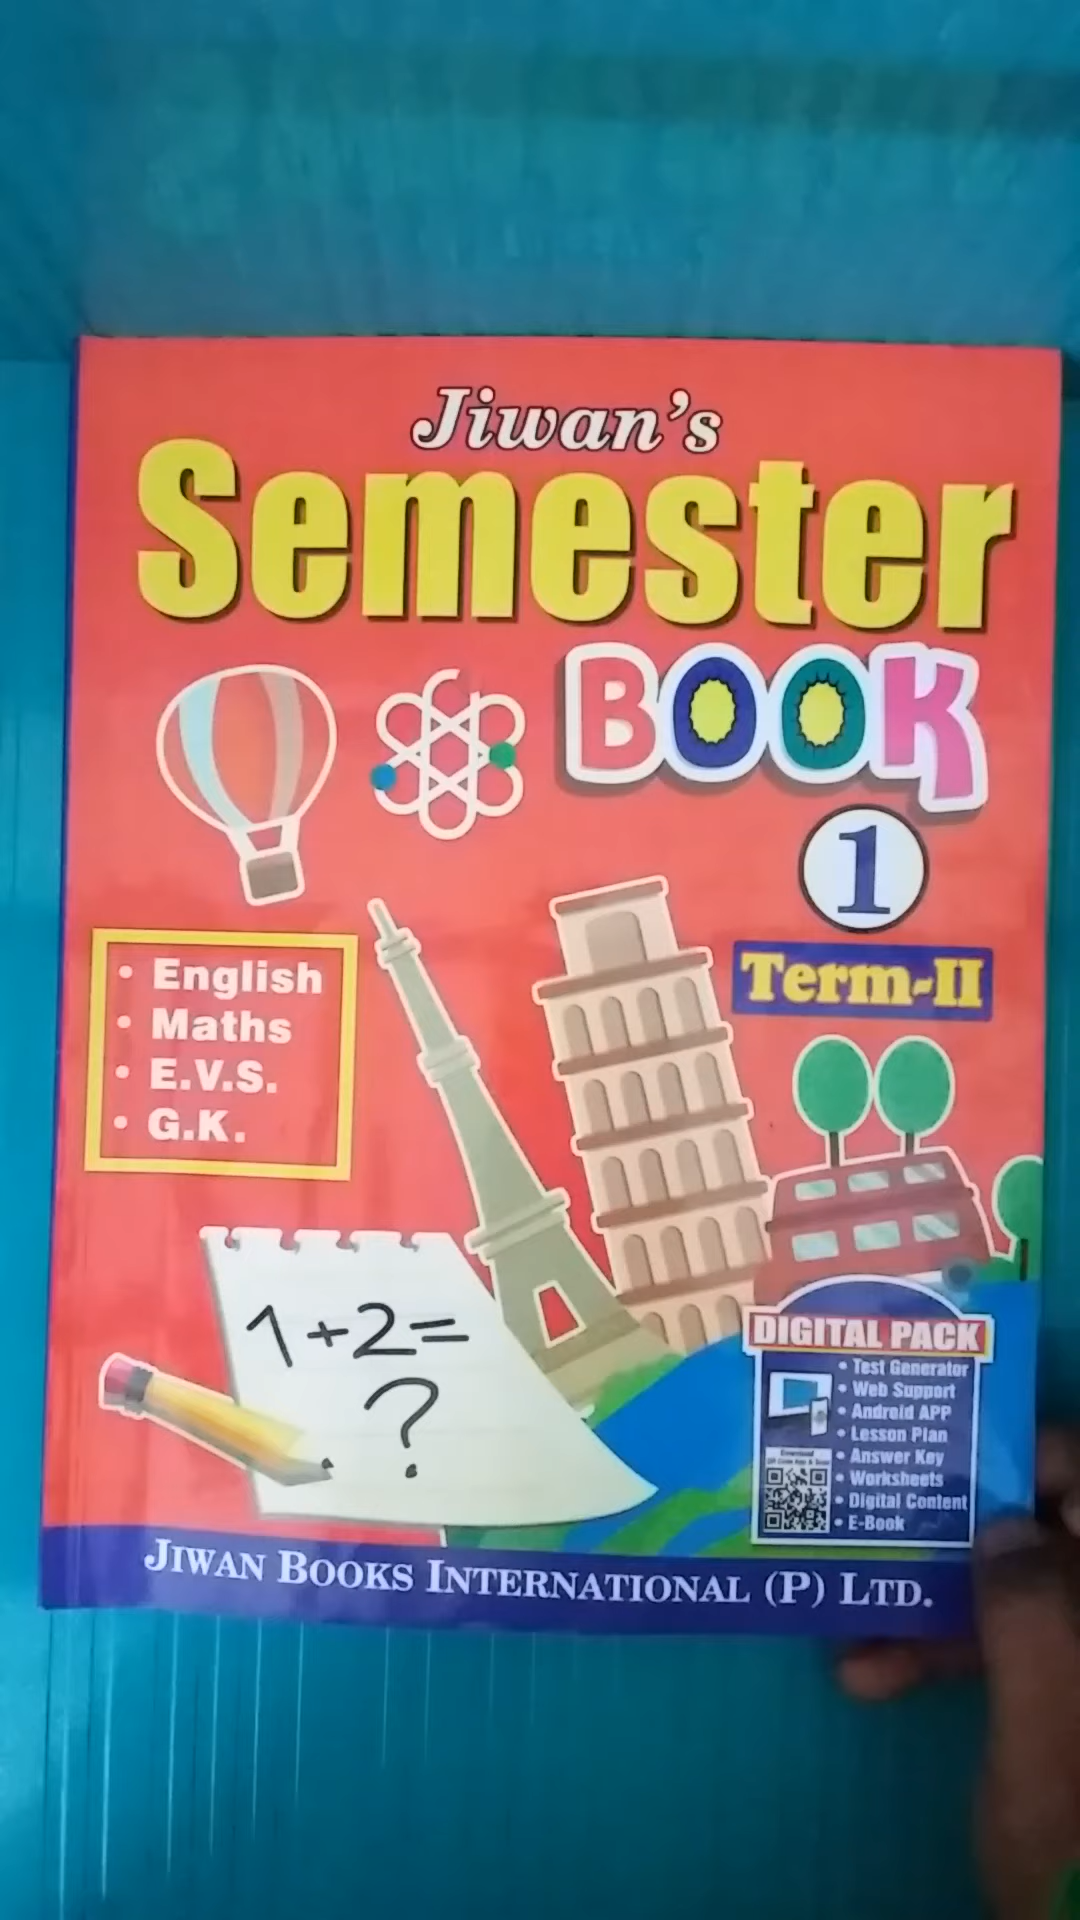 Jiwan's
Semester
BOOK
1
Term-II
• English
• Maths
• E.V.S.
• G.K.
1+2=
?
DIGITAL PACK
• Test Generator
• Web Support
• Android APP
• Lesson Plan
• Answer Key
• Worksheets
• Digital Content
• E-Book
JIWAN BOOKS INTERNATIONAL (P) LTD.